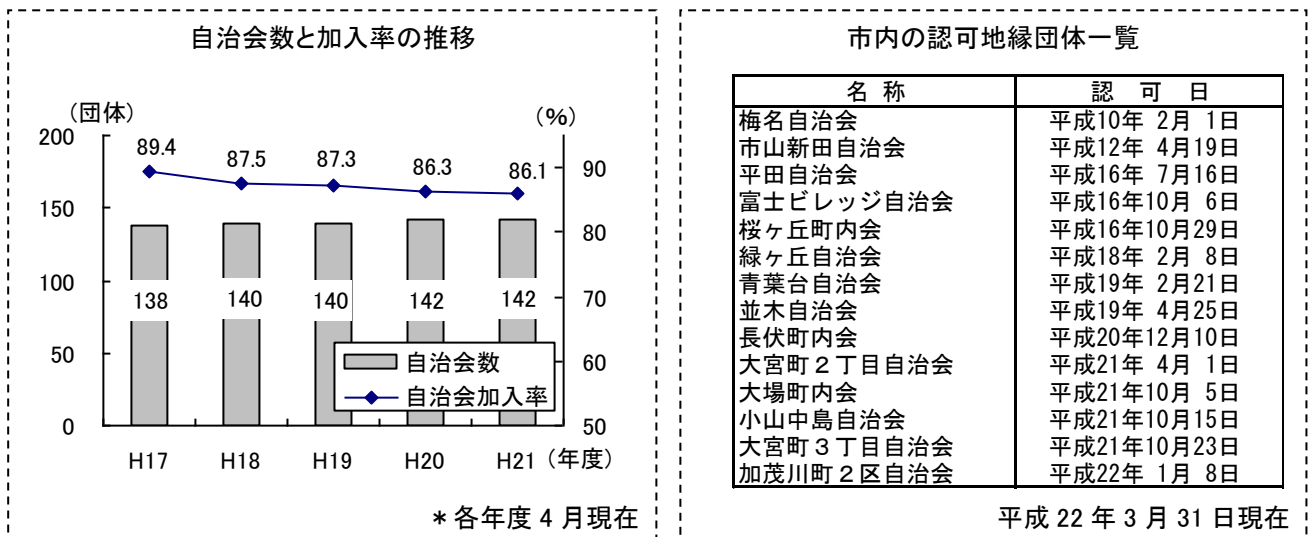 自治会数と加入率の推移
(団体)
(%)
200
150
100
50
0
89.4
87.5
87.3
86.3
86.1
90
80
70
60
50
138
140
140
142
142
自治会数
自治会加入率
H17
H18
H19
H20
H21
(年度)
*各年度4月現在
市内の認可地縁団体一覧
名称 認可日
梅名自治会 平成10年 2月 1日
市山新田自治会 平成12年 4月19日
平田自治会 平成16年 7月16日
富士ビレッジ自治会 平成16年10月 6日
桜ヶ丘町内会 平成16年10月29日
緑ヶ丘自治会 平成18年 2月 8日
青葉台自治会 平成19年 2月21日
並木自治会 平成19年 4月25日
長伏町内会 平成20年12月10日
大宮町2丁目自治会 平成21年 4月 1日
大場町内会 平成21年10月 5日
小山中島自治会 平成21年10月15日
大宮町3丁目自治会 平成21年10月23日
加茂川町2区自治会 平成22年 1月 8日
平成22年3月31日現在